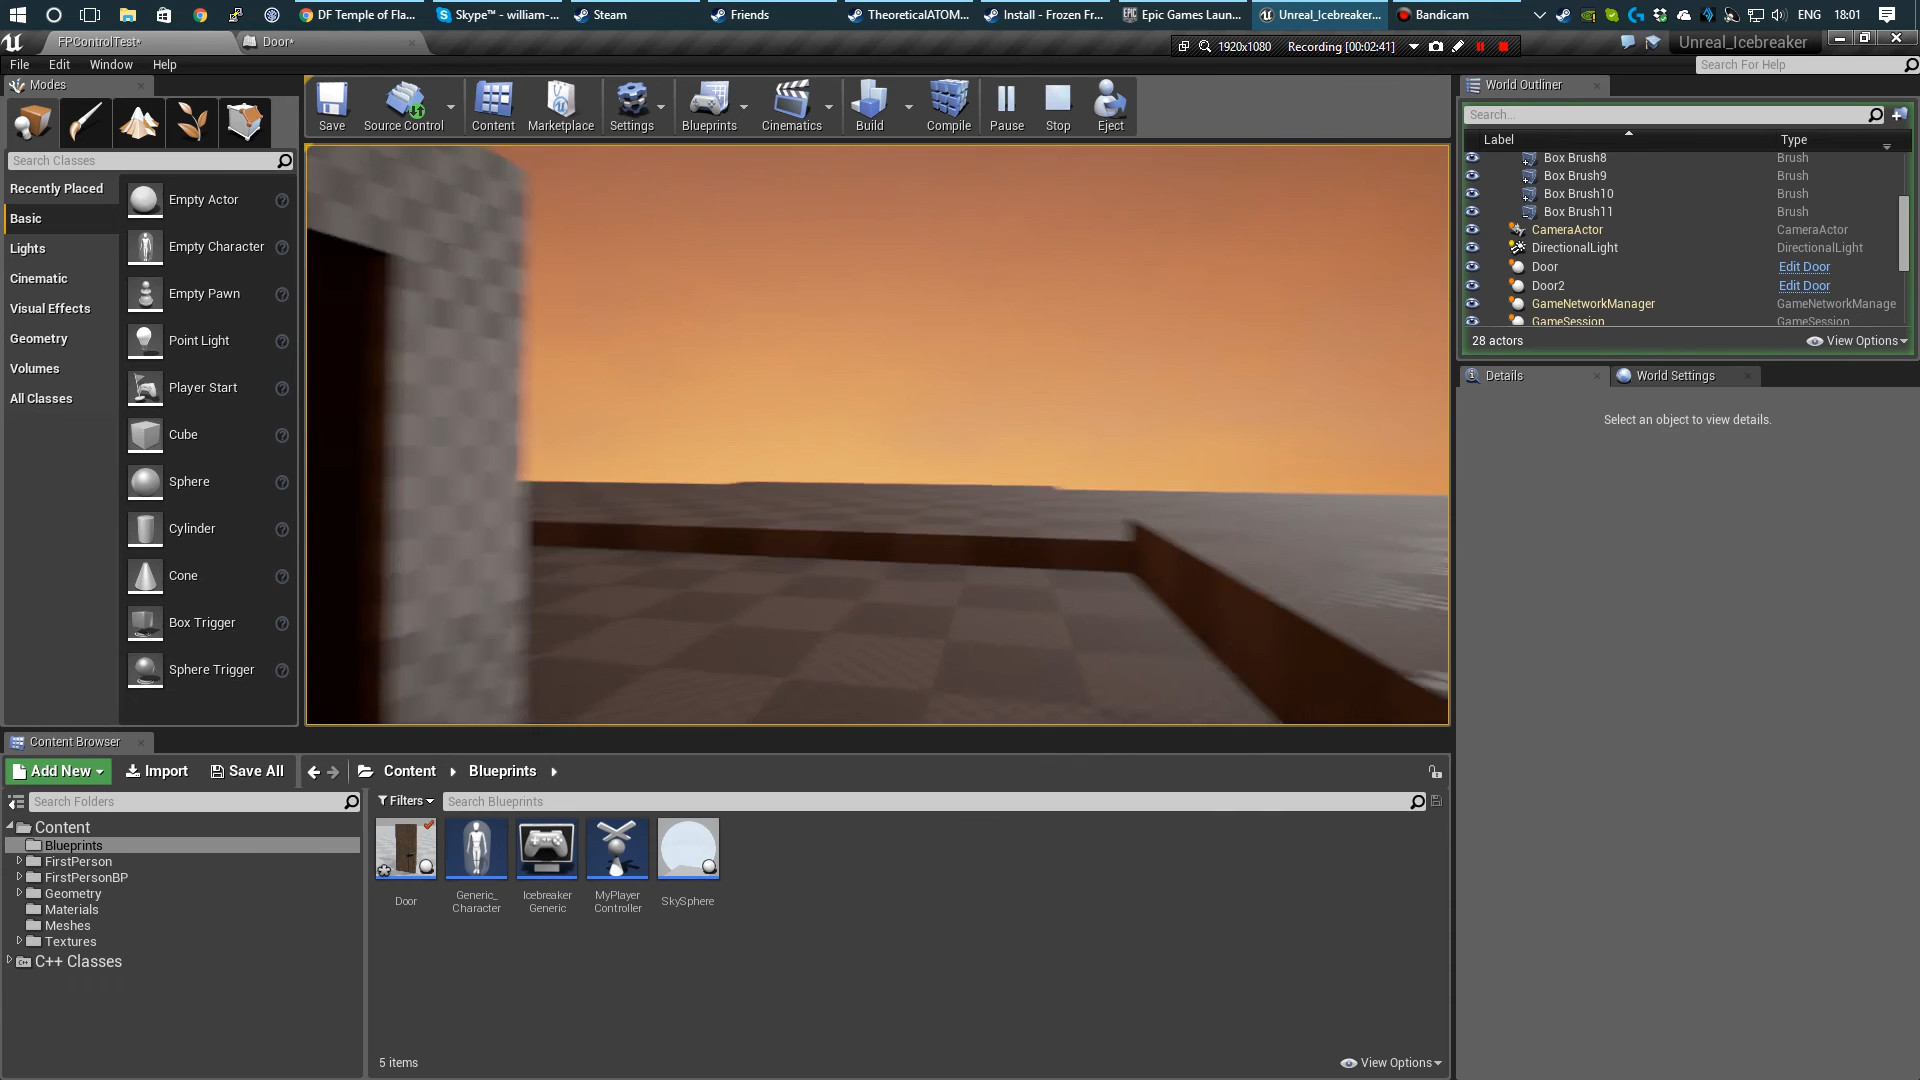 DF Temple of Fla...
Skype™ - william-...
Steam
Friends
TheoreticalATOM...
Install - Frozen Fr...
Epic Games Laun...
Unreal_Icebreaker...
Bandicam
ENG
18:01
FPControlTest*
Door*
1920x1080
Recording [00:02:41]
Unreal_Icebreaker
File
Edit
Window
Help
Search For Help
Modes
Save
Source Control
Content
Marketplace
Settings
Blueprints
Cinematics
Build
Compile
Pause
Stop
Eject
World Outliner
Search...
Label
Type
Search Classes
Recently Placed
Basic
Lights
Cinematic
Visual Effects
Geometry
Volumes
All Classes
Empty Actor
Empty Character
Empty Pawn
Point Light
Player Start
Cube
Sphere
Cylinder
Cone
Box Trigger
Sphere Trigger
Box Brush8 Brush
Box Brush9 Brush
Box Brush10 Brush
Box Brush11 Brush
CameraActor CameraActor
DirectionalLight DirectionalLight
Door Edit Door
Door2 Edit Door
GameNetworkManager GameNetworkManage
GameSession GameSession
28 actors
View Options
Details
World Settings
Select an object to view details.
Content Browser
Add New
Import
Save All
Content
Blueprints
Search Folders
Filters
Search Blueprints
Content
Blueprints
FirstPerson
FirstPersonBP
Geometry
Materials
Meshes
Textures
C++ Classes
Door
Generic_
Character
Icebreaker
Generic
MyPlayer
Controller
SkySphere
5 items
View Options